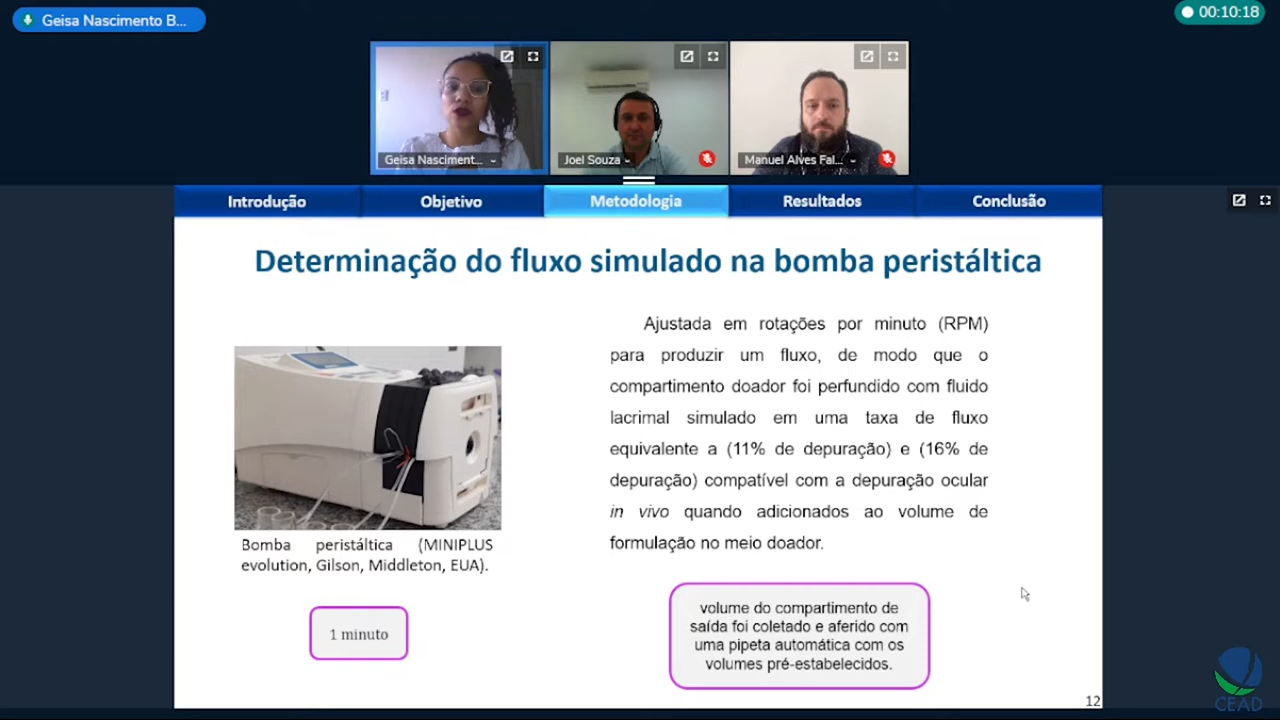 Geisa Nascimento B...
00:10:18
Geisa Nasciment...
Joel Souza
Manuel Alves Fal...
Introdução
Objetivo
Metodologia
Resultados
Conclusão
Determinação do fluxo simulado na bomba peristáltica
Ajustada em rotações por minuto (RPM)
para produzir um fluxo, de modo que o
compartimento doador foi perfundido com fluido
lacrimal simulado em uma taxa de fluxo
equivalente a (11% de depuração) e (16% de
depuração) compatível com a depuração ocular
in vivo quando adicionados ao volume de
formulação no meio doador.
Bomba peristáltica (MINIPLUS
evolution, Gilson, Middleton, EUA).
1 minuto
volume do compartimento de
saída foi coletado e aferido com
uma pipeta automática com os
volumes pré-estabelecidos.
12
CEAD